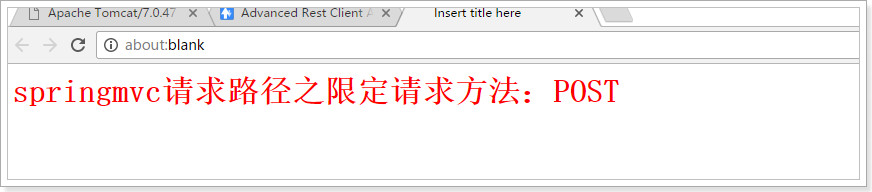 Apache Tomcat/7.0.47
Advanced Rest Client A
Insert title here
about:blank
springmvc请求路径之限定请求方法：POST